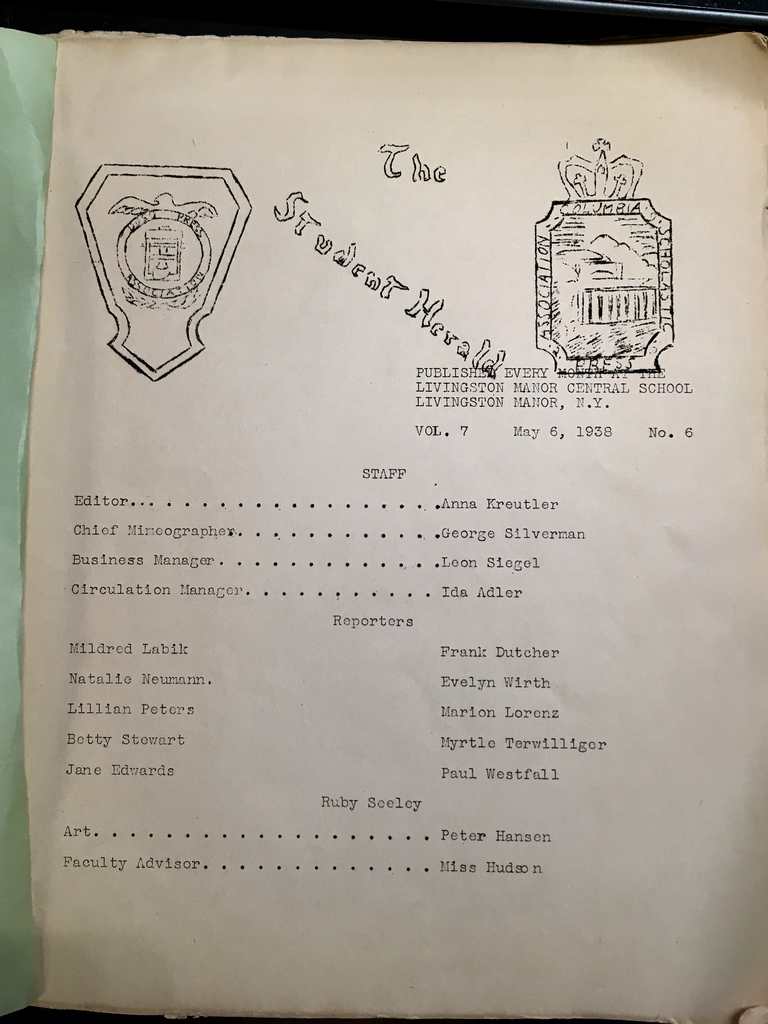 The
Student Herald
PRESS
ASSOCIATION
COLUMBIA
SCHOLASTIC
PRESS
ASSOCIATION
PUBLISHED EVERY MONTH AT THE
LIVINGSTON MANOR CENTRAL SCHOOL
LIVINGSTON MANOR, N.Y.
VOL. 7 May 6, 1938 No. 6
STAFF
Editor.. . . . . . . . . . . . . . . . . .Anna Kreutler
Chief Mimeographer. . . . . . . . . . . .George Silverman
Business Manager . . . . . . . . . . . . .Leon Siegel
Circulation Manager. . . . . . . . . . . Ida Adler
Reporters
Mildred Labik Frank Dutcher
Natalie Neumann. Evelyn Wirth
Lillian Peters Marion Lorenz
Betty Stewart Myrtle Terwilliger
Jane Edwards Paul Westfall
Ruby Seeley
Art. . . . . . . . . . . . . . . . . . . Peter Hansen
Faculty Advisor. . . . . . . . . . . . . Miss Hudson